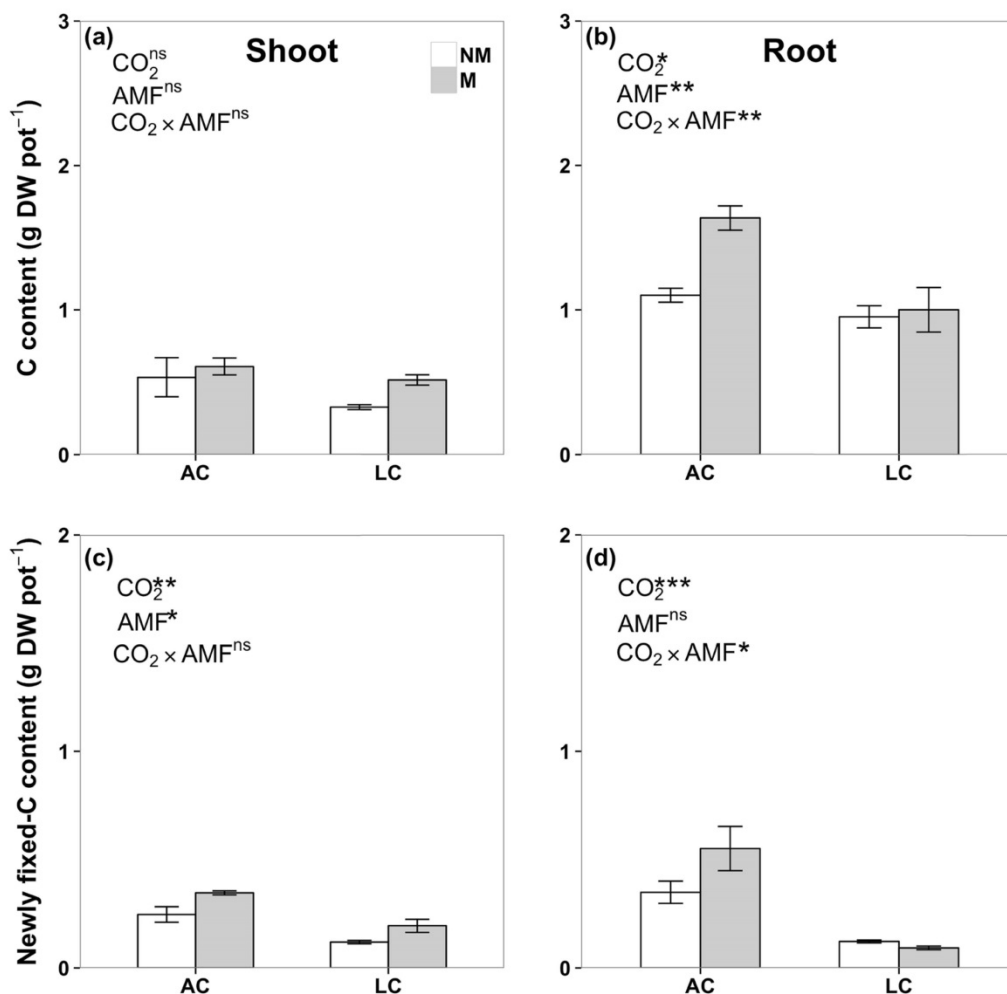 (a)
Shoot
CO₂ⁿˢ
AMFⁿˢ
CO₂ × AMFⁿˢ
NM
M
3
2
1
0
C content (g DW pot⁻¹)
AC
LC
(b)
Root
CO₂*
AMF**
CO₂ × AMF**
3
2
1
0
AC
LC
(c)
CO₂**
AMF*
CO₂ × AMFⁿˢ
2
1
0
Newly fixed-C content (g DW pot⁻¹)
AC
LC
(d)
CO₂***
AMFⁿˢ
CO₂ × AMF*
2
1
0
AC
LC